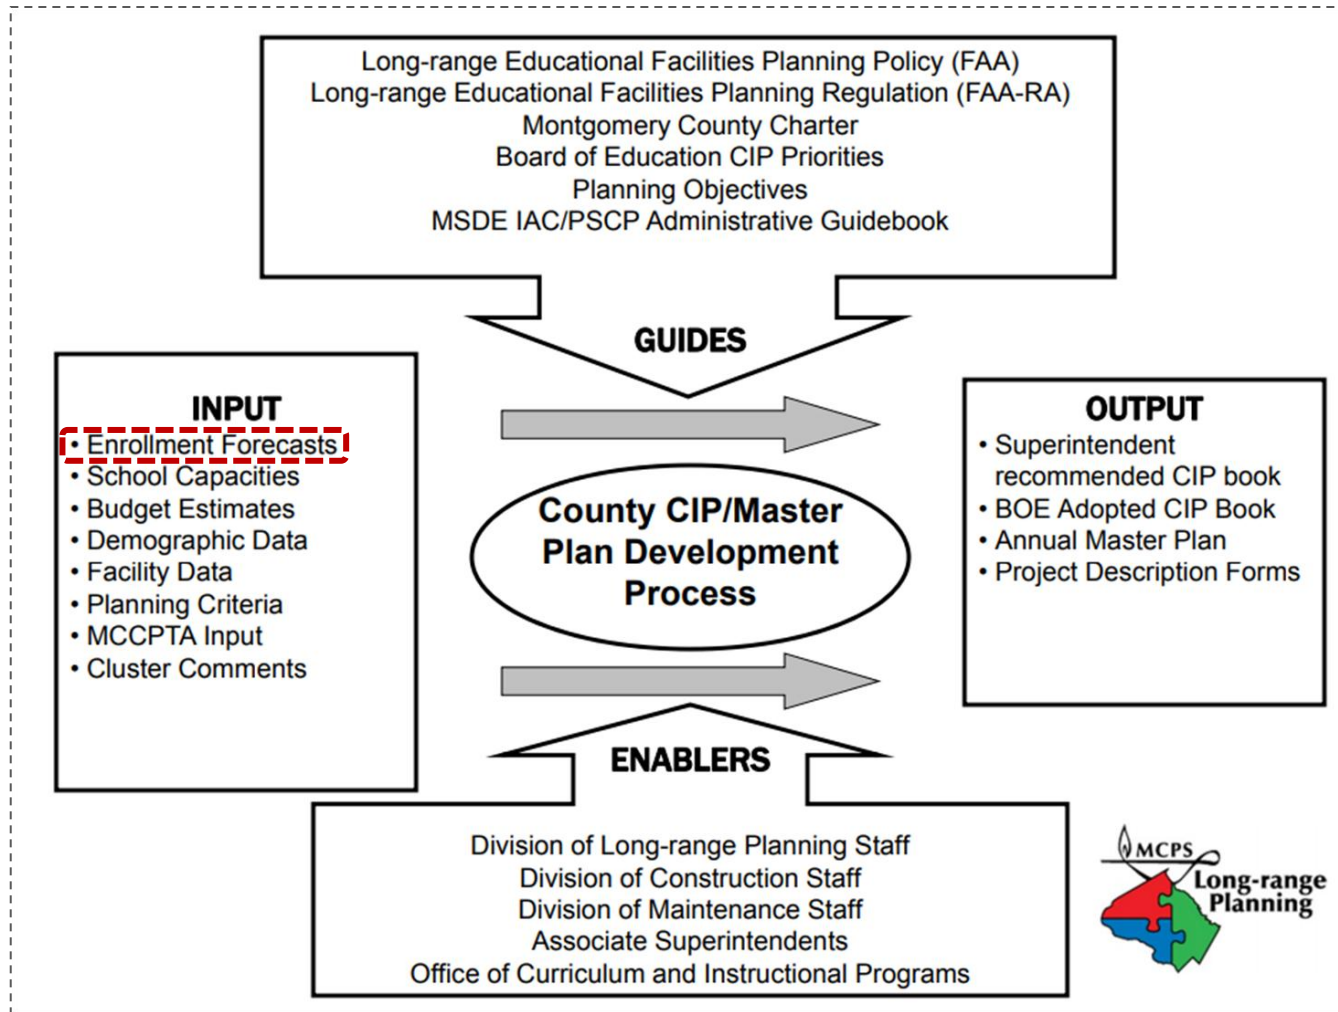 Long-range Educational Facilities Planning Policy (FAA)
Long-range Educational Facilities Planning Regulation (FAA-RA)
Montgomery County Charter
Board of Education CIP Priorities
Planning Objectives
MSDE IAC/PSCP Administrative Guidebook
GUIDES
INPUT
• Enrollment Forecasts
• School Capacities
• Budget Estimates
• Demographic Data
• Facility Data
• Planning Criteria
• MCCPTA Input
• Cluster Comments
County CIP/Master
Plan Development
Process
OUTPUT
• Superintendent
recommended CIP book
• BOE Adopted CIP Book
• Annual Master Plan
• Project Description Forms
ENABLERS
Division of Long-range Planning Staff
Division of Construction Staff
Division of Maintenance Staff
Associate Superintendents
Office of Curriculum and Instructional Programs
MCPS
Long-range
Planning